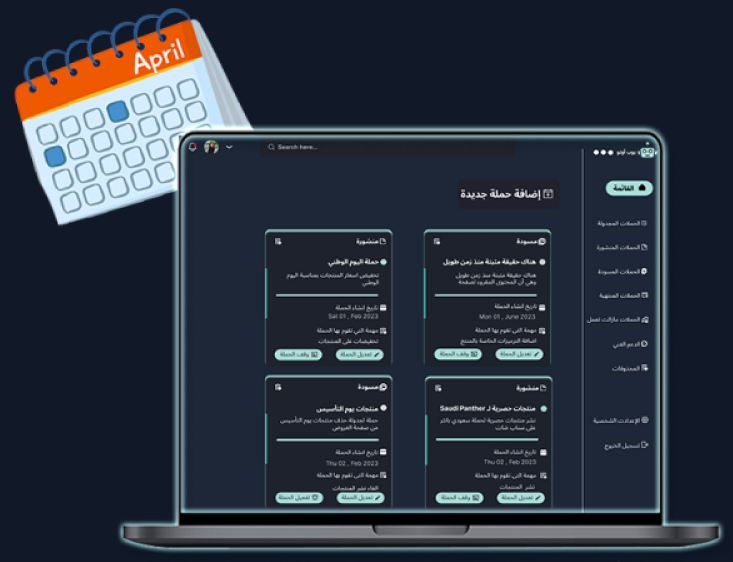 April
Search here...
القائمة
إضافة حملة جديدة
الحملات المجدولة
الحملات المنشورة
الحملات المسودة
الحملات المنتهية
الحملات مازالت تعمل
الدعم الفني
المحذوفات
الإعدادت الشخصية
تسجيل الخروج
مسودة
هناك حقيقة مثبتة منذ زمن طويل
هناك حقيقة مثبتة منذ زمن طويل
وهي أن المحتوى المقروء لصفحة
تاريخ انشاء الحملة
Mon 01 , June 2023
مهمة التي تقوم بها الحملة
اضافة الترميزات الخاصة بالمنتج
تعديل الحملة
وقف الحملة
منشورة
حملة اليوم الوطني
تخفيض اسعار المنتجات بمناسبة اليوم
الوطني
تاريخ انشاء الحملة
Sat 01 , Feb 2023
مهمة التي تقوم بها الحملة
تخفيضات على المنتجات
تعديل الحملة
وقف الحملة
منشورة
منتجات حصرية لـ Saudi Panther
نشر منتجات حصرية لحملة سعودي بانثر
على سناب شات
تاريخ انشاء الحملة
Thu 02 , Feb 2023
مهمة التي تقوم بها الحملة
نشر المنتجات
تعديل الحملة
وقف الحملة
مسودة
منتجات يوم التأسيس
حملة لجدولة حذف منتجات يوم التأسيس
من صفحة العروض
تاريخ انشاء الحملة
Thu 02 , Feb 2023
مهمة التي تقوم بها الحملة
الغاء نشر المنتجات
تعديل الحملة
تفعيل الحملة